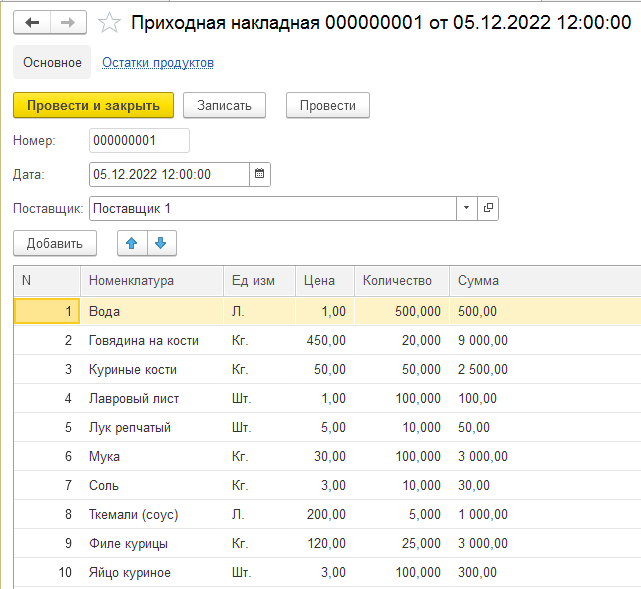 Приходная накладная 000000001 от 05.12.2022 12:00:00
Основное Остатки продуктов
Провести и закрыть Записать Провести
Номер: 000000001
Дата: 05.12.2022 12:00:00
Поставщик: Поставщик 1
Добавить
N Номенклатура Ед изм Цена Количество Сумма
1 Вода Л. 1,00 500,000 500,00
2 Говядина на кости Кг. 450,00 20,000 9 000,00
3 Куриные кости Кг. 50,00 50,000 2 500,00
4 Лавровый лист Шт. 1,00 100,000 100,00
5 Лук репчатый Шт. 5,00 10,000 50,00
6 Мука Кг. 30,00 100,000 3 000,00
7 Соль Кг. 3,00 10,000 30,00
8 Ткемали (соус) Л. 200,00 5,000 1 000,00
9 Филе курицы Кг. 120,00 25,000 3 000,00
10 Яйцо куриное Шт. 3,00 100,000 300,00